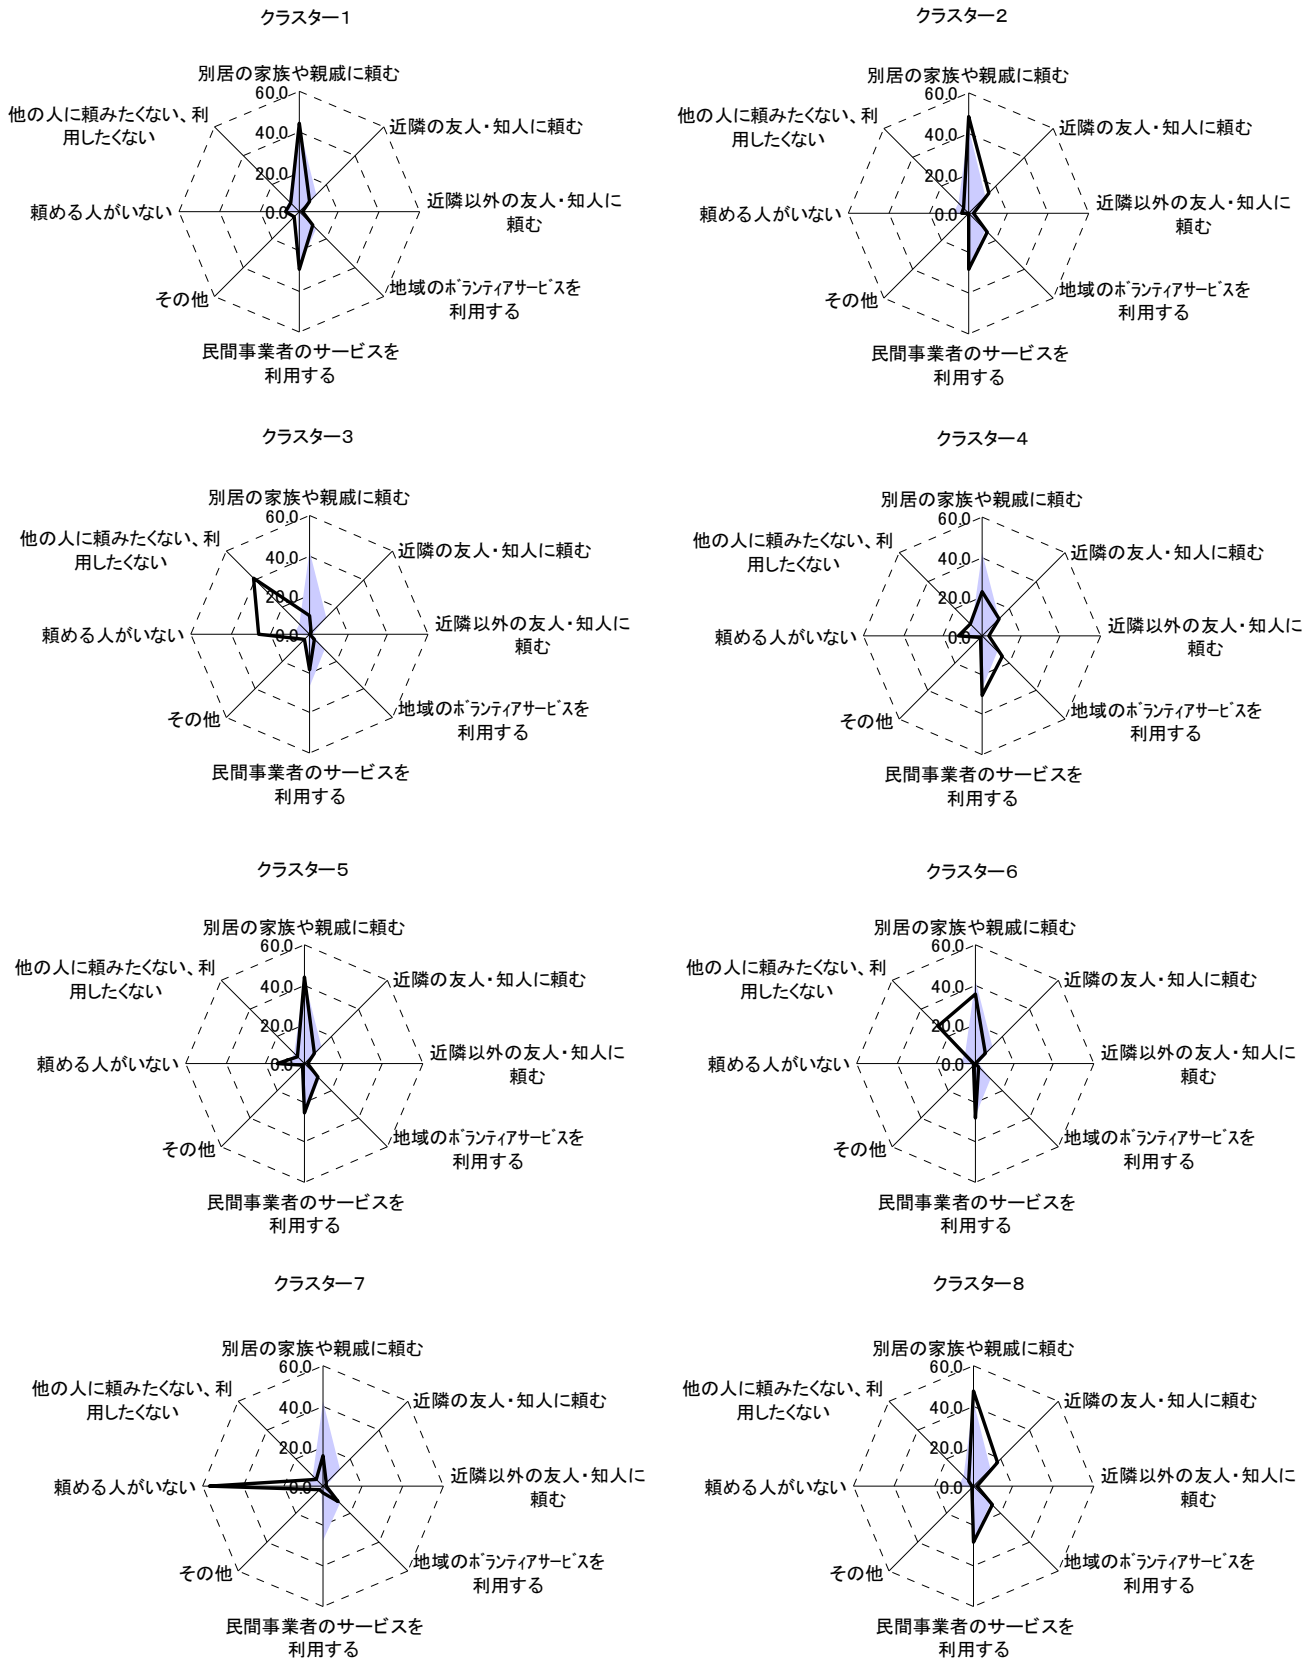 クラスター1
別居の家族や親戚に頼む
60.0
他の人に頼みたくない、利
用したくない
近隣の友人・知人に頼む
40.0
20.0
頼める人がいない
0.0
近隣以外の友人・知人に
頼む
その他
地域のボランティアサービスを
利用する
民間事業者のサービスを
利用する
クラスター2
別居の家族や親戚に頼む
60.0
他の人に頼みたくない、利
用したくない
近隣の友人・知人に頼む
40.0
20.0
頼める人がいない
0.0
近隣以外の友人・知人に
頼む
その他
地域のボランティアサービスを
利用する
民間事業者のサービスを
利用する
クラスター3
別居の家族や親戚に頼む
60.0
他の人に頼みたくない、利
用したくない
近隣の友人・知人に頼む
40.0
20.0
頼める人がいない
0.0
近隣以外の友人・知人に
頼む
その他
地域のボランティアサービスを
利用する
民間事業者のサービスを
利用する
クラスター4
別居の家族や親戚に頼む
60.0
他の人に頼みたくない、利
用したくない
近隣の友人・知人に頼む
40.0
20.0
頼める人がいない
0.0
近隣以外の友人・知人に
頼む
その他
地域のボランティアサービスを
利用する
民間事業者のサービスを
利用する
クラスター5
別居の家族や親戚に頼む
60.0
他の人に頼みたくない、利
用したくない
近隣の友人・知人に頼む
40.0
20.0
頼める人がいない
0.0
近隣以外の友人・知人に
頼む
その他
地域のボランティアサービスを
利用する
民間事業者のサービスを
利用する
クラスター6
別居の家族や親戚に頼む
60.0
他の人に頼みたくない、利
用したくない
近隣の友人・知人に頼む
40.0
20.0
頼める人がいない
0.0
近隣以外の友人・知人に
頼む
その他
地域のボランティアサービスを
利用する
民間事業者のサービスを
利用する
クラスター7
別居の家族や親戚に頼む
60.0
他の人に頼みたくない、利
用したくない
近隣の友人・知人に頼む
40.0
20.0
頼める人がいない
0.0
近隣以外の友人・知人に
頼む
その他
地域のボランティアサービスを
利用する
民間事業者のサービスを
利用する
クラスター8
別居の家族や親戚に頼む
60.0
他の人に頼みたくない、利
用したくない
近隣の友人・知人に頼む
40.0
20.0
頼める人がいない
0.0
近隣以外の友人・知人に
頼む
その他
地域のボランティアサービスを
利用する
民間事業者のサービスを
利用する